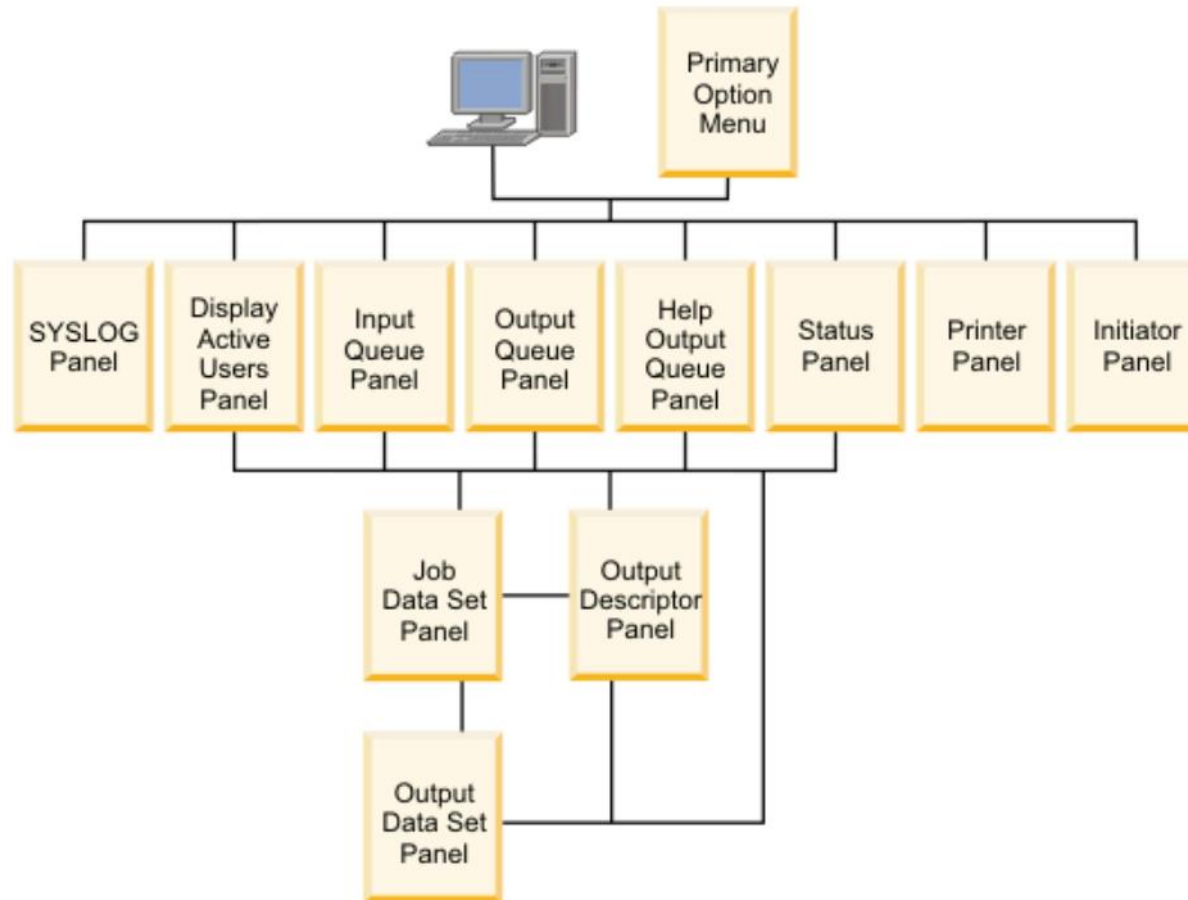 Primary
Option
Menu
SYSLOG
Panel
Display
Active
Users
Panel
Input
Queue
Panel
Output
Queue
Panel
Help
Output
Queue
Panel
Status
Panel
Printer
Panel
Initiator
Panel
Job
Data Set
Panel
Output
Descriptor
Panel
Output
Data Set
Panel